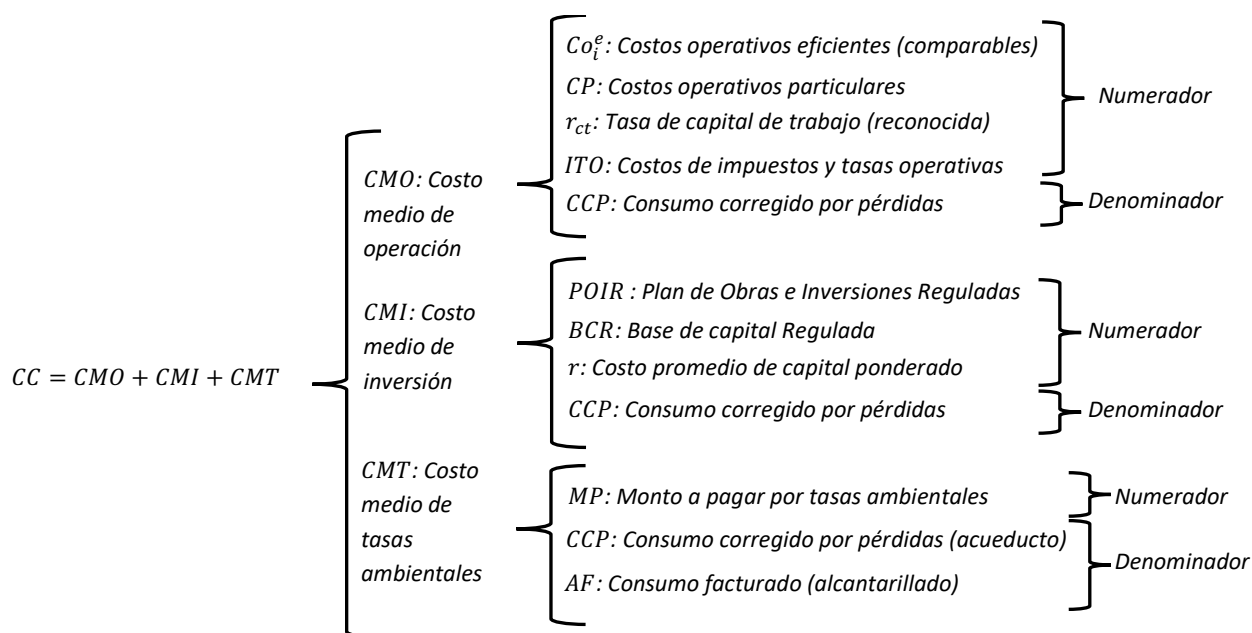 CC = CMO + CMI + CMT
CMO: Costo
medio de
operación
Co_i^e: Costos operativos eficientes (comparables)
CP: Costos operativos particulares
r_ct: Tasa de capital de trabajo (reconocida)
ITO: Costos de impuestos y tasas operativas
Numerador
CCP: Consumo corregido por pérdidas
Denominador
CMI: Costo
medio de
inversión
POIR : Plan de Obras e Inversiones Reguladas
BCR: Base de capital Regulada
r: Costo promedio de capital ponderado
Numerador
CCP: Consumo corregido por pérdidas
Denominador
CMT: Costo
medio de
tasas
ambientales
MP: Monto a pagar por tasas ambientales
Numerador
CCP: Consumo corregido por pérdidas (acueducto)
AF: Consumo facturado (alcantarillado)
Denominador